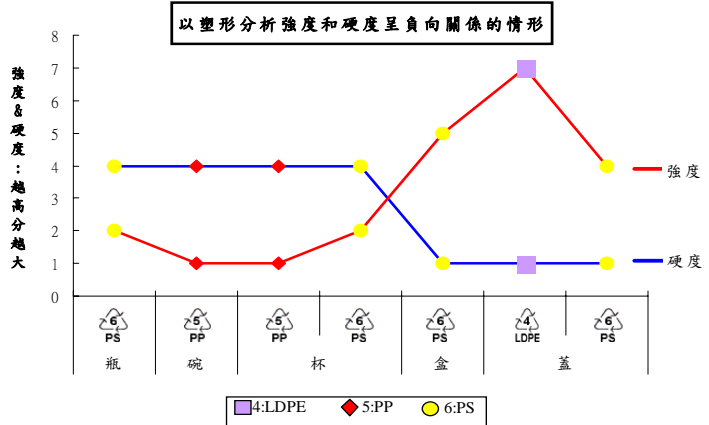 以塑形分析強度和硬度呈負向關係的情形
強度&硬度:越高分越大
8
7
6
5
4
3
2
1
0
強度
硬度
6 5 5 6 6 4 6
PS PP PP PS PS LDPE PS
瓶 碗 杯 盒 蓋
4:LDPE 5:PP 6:PS